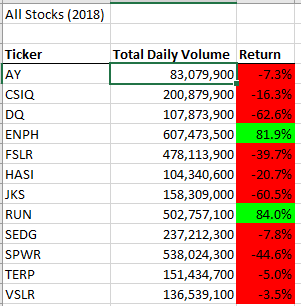 All Stocks (2018)
Ticker Total Daily Volume Return
AY 83,079,900 -7.3%
CSIQ 200,879,900 -16.3%
DQ 107,873,900 -62.6%
ENPH 607,473,500 81.9%
FSLR 478,113,900 -39.7%
HASI 104,340,600 -20.7%
JKS 158,309,000 -60.5%
RUN 502,757,100 84.0%
SEDG 237,212,300 -7.8%
SPWR 538,024,300 -44.6%
TERP 151,434,700 -5.0%
VSLR 136,539,100 -3.5%